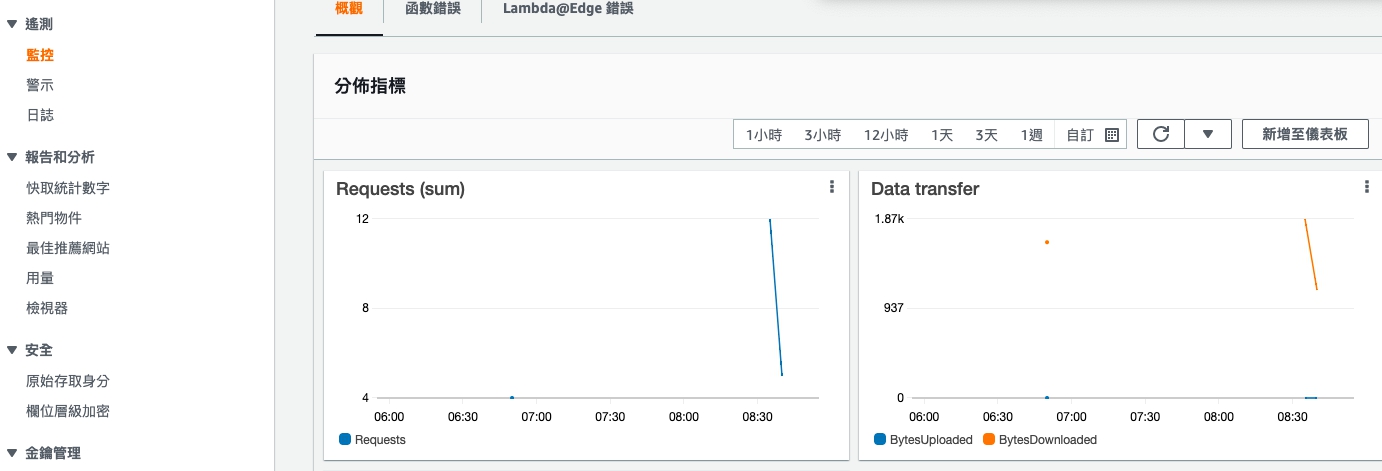 遙測
監控
警示
日誌
報告和分析
快取統計數字
熱門物件
最佳推薦網站
用量
檢視器
安全
原始存取身分
欄位層級加密
金鑰管理
概觀 函數錯誤 Lambda@Edge 錯誤
分佈指標
1小時 3小時 12小時 1天 3天 1週 自訂 新增至儀表板
Requests (sum)
12
8
4
06:00 06:30 07:00 07:30 08:00 08:30
Requests
Data transfer
1.87k
937
0
06:00 06:30 07:00 07:30 08:00 08:30
BytesUploaded BytesDownloaded